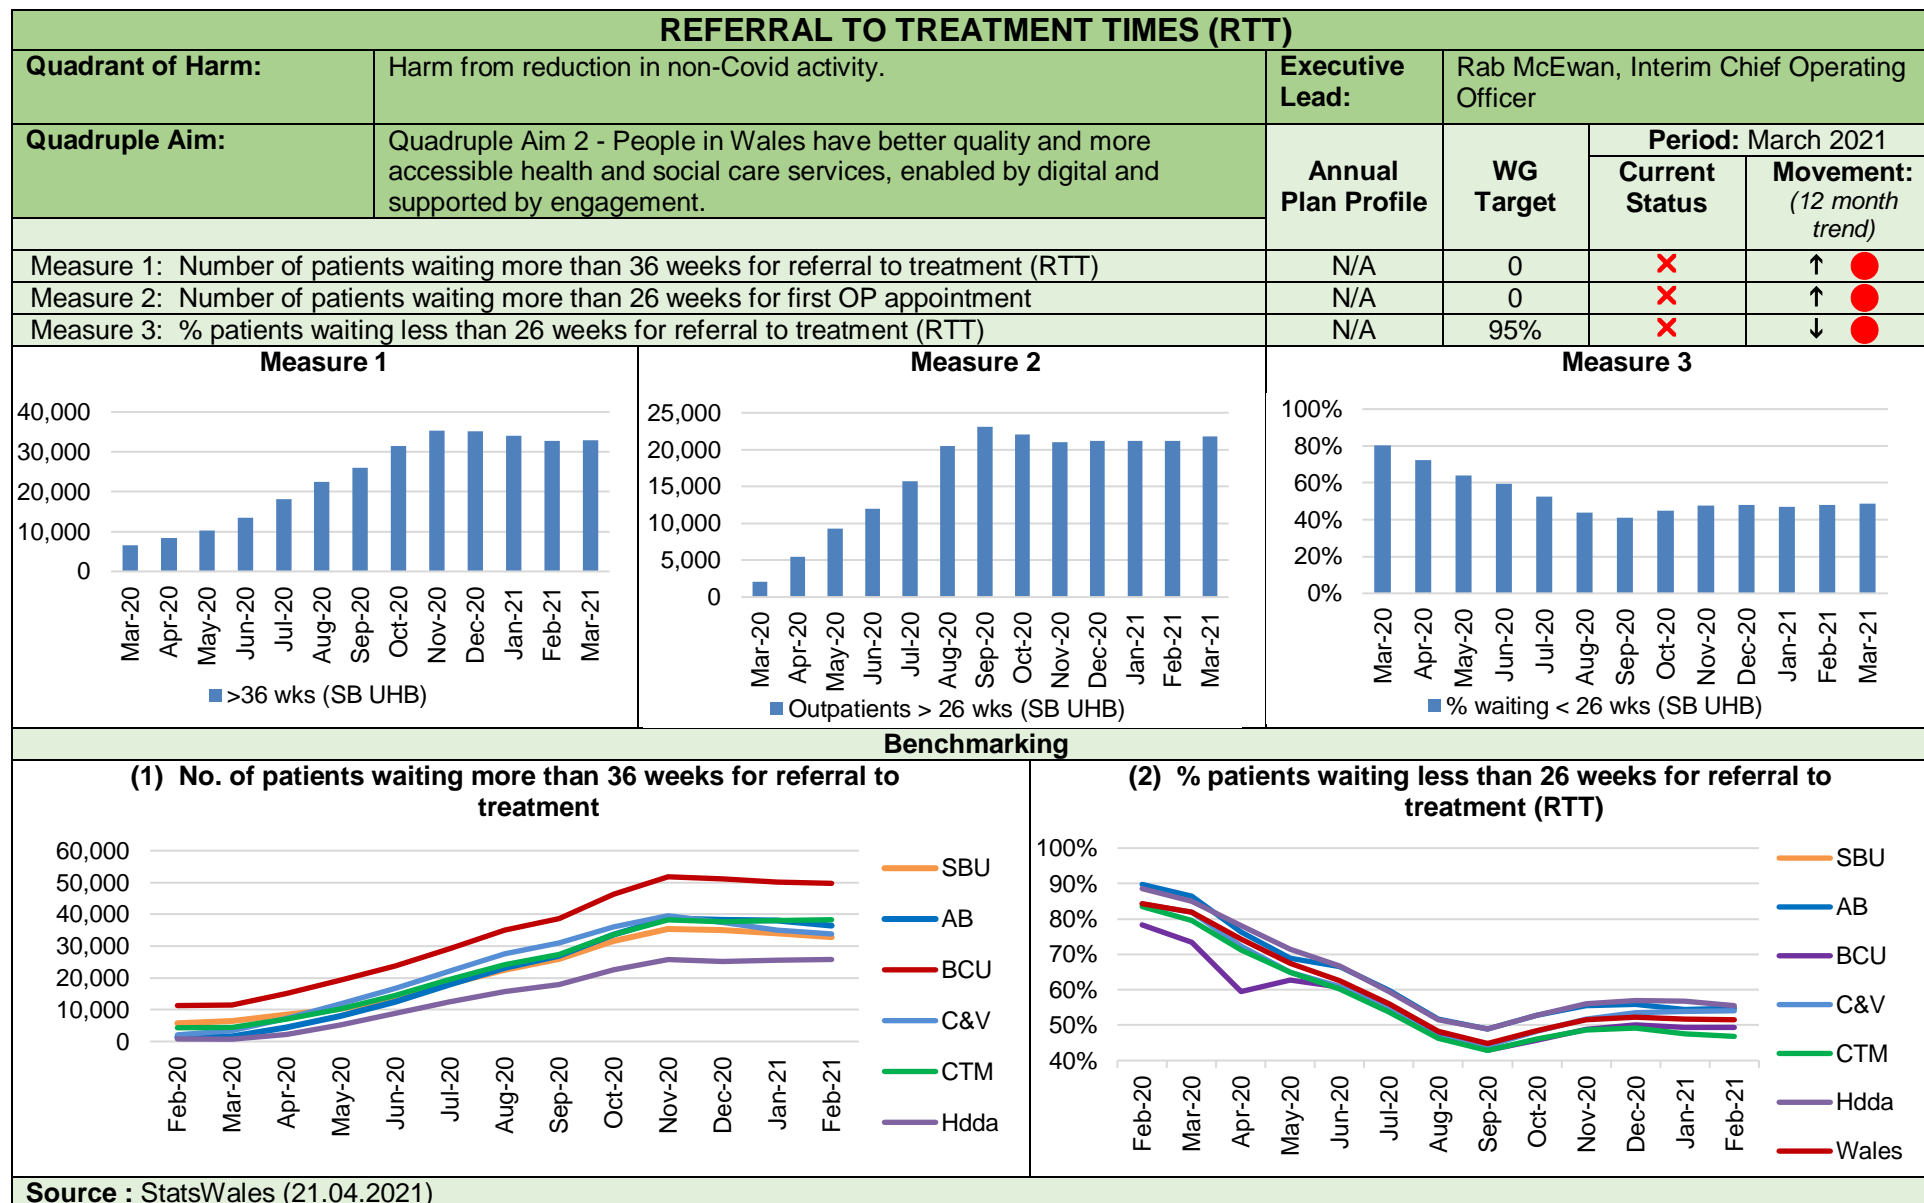 REFERRAL TO TREATMENT TIMES (RTT)
Quadrant of Harm:
Harm from reduction in non-Covid activity.
Executive
Lead:
Rab McEwan, Interim Chief Operating
Officer
Quadruple Aim:
Quadruple Aim 2 - People in Wales have better quality and more
accessible health and social care services, enabled by digital and
supported by engagement.
Annual
Plan Profile
WG
Target
Period: March 2021
Current
Status
Movement:
(12 month
trend)
Measure 1: Number of patients waiting more than 36 weeks for referral to treatment (RTT)
N/A
0
Measure 2: Number of patients waiting more than 26 weeks for first OP appointment
N/A
0
Measure 3: % patients waiting less than 26 weeks for referral to treatment (RTT)
N/A
95%
Measure 1
40,000
30,000
20,000
10,000
0
Mar-20
Apr-20
May-20
Jun-20
Jul-20
Aug-20
Sep-20
Oct-20
Nov-20
Dec-20
Jan-21
Feb-21
Mar-21
>36 wks (SB UHB)
Measure 2
25,000
20,000
15,000
10,000
5,000
0
Mar-20
Apr-20
May-20
Jun-20
Jul-20
Aug-20
Sep-20
Oct-20
Nov-20
Dec-20
Jan-21
Feb-21
Mar-21
Outpatients > 26 wks (SB UHB)
Measure 3
100%
80%
60%
40%
20%
0%
Mar-20
Apr-20
May-20
Jun-20
Jul-20
Aug-20
Sep-20
Oct-20
Nov-20
Dec-20
Jan-21
Feb-21
Mar-21
% waiting < 26 wks (SB UHB)
Benchmarking
(1) No. of patients waiting more than 36 weeks for referral to
treatment
60,000
50,000
40,000
30,000
20,000
10,000
0
Feb-20
Mar-20
Apr-20
May-20
Jun-20
Jul-20
Aug-20
Sep-20
Oct-20
Nov-20
Dec-20
Jan-21
Feb-21
SBU
AB
BCU
C&V
CTM
Hdda
(2) % patients waiting less than 26 weeks for referral to
treatment (RTT)
100%
90%
80%
70%
60%
50%
40%
Feb-20
Mar-20
Apr-20
May-20
Jun-20
Jul-20
Aug-20
Sep-20
Oct-20
Nov-20
Dec-20
Jan-21
Feb-21
SBU
AB
BCU
C&V
CTM
Hdda
Wales
Source : StatsWales (21.04.2021)